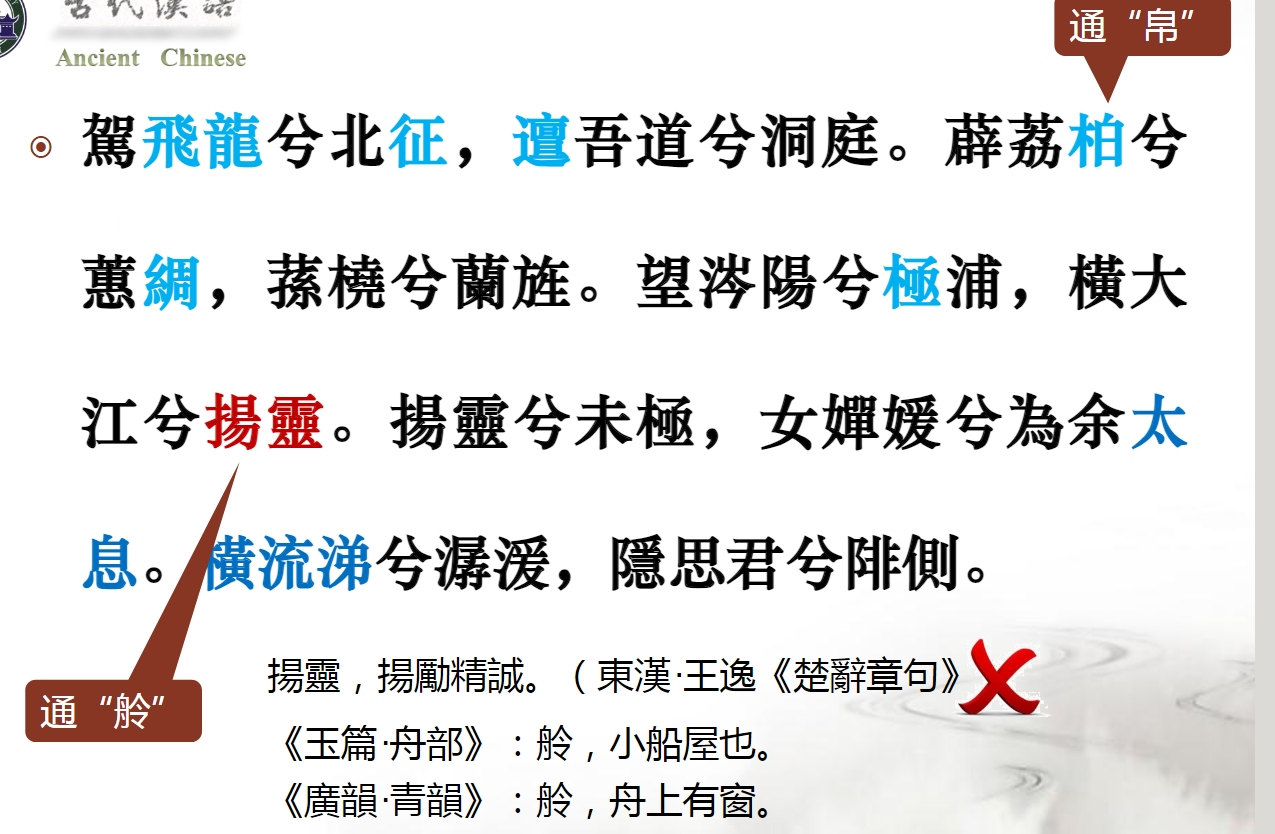 古代漢語
Ancient Chinese
通“帛”
駕飛龍兮北征，邅吾道兮洞庭。薜荔柏兮
蕙綢，蓀橈兮蘭旌。望涔陽兮極浦，橫大
江兮揚靈。揚靈兮未極，女嬋媛兮為余太
息。橫流涕兮潺湲，隱思君兮陫側。
通“舲”
揚靈，揚勵精誠。（東漢·王逸《楚辭章句》
《玉篇·舟部》：舲，小船屋也。
《廣韻·青韻》：舲，舟上有窗。